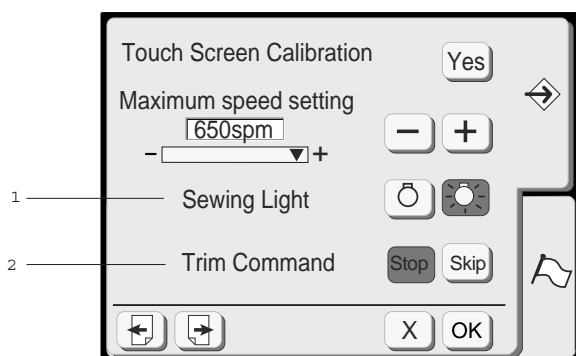 Touch Screen Calibration Yes
Maximum speed setting
650spm
- +
− +
1 Sewing Light
2 Trim Command Stop Skip
X OK